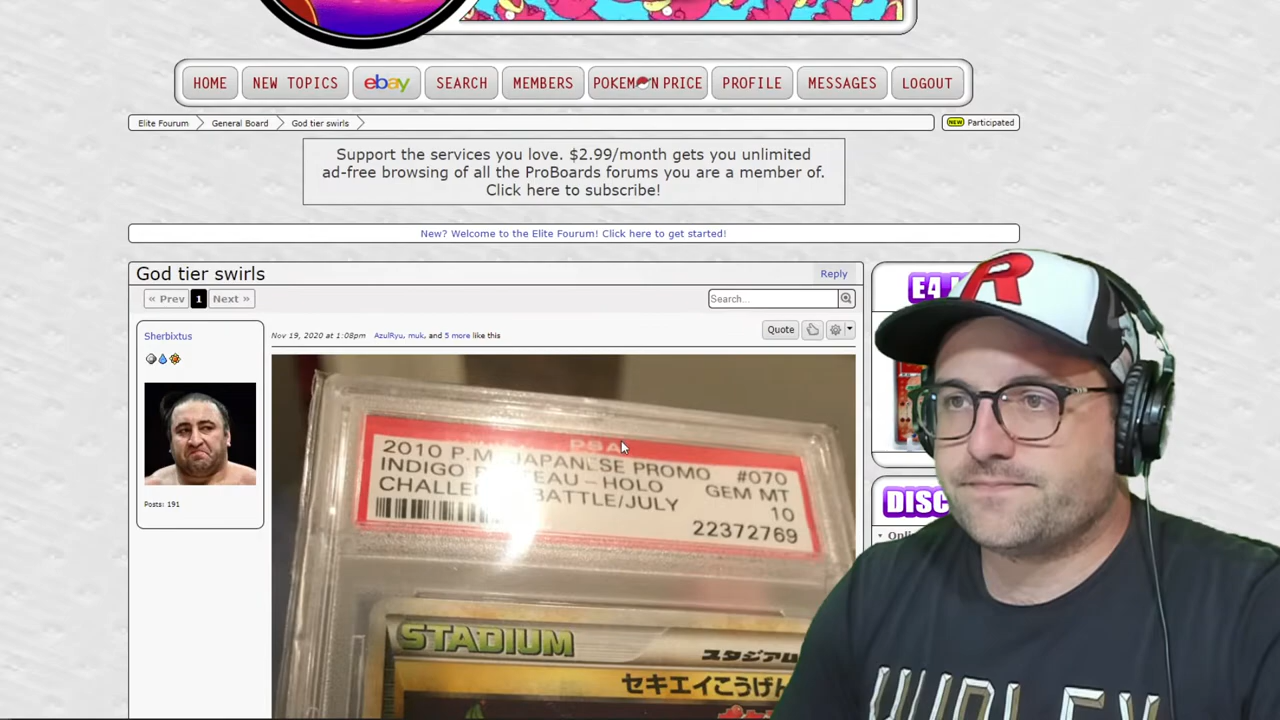 HOME NEW TOPICS ebay SEARCH MEMBERS POKEMON PRICE PROFILE MESSAGES LOGOUT
Elite Fourum General Board God tier swirls NEW Participated
Support the services you love. $2.99/month gets you unlimited
ad-free browsing of all the ProBoards forums you are a member of.
Click here to subscribe!
New? Welcome to the Elite Fourum! Click here to get started!
God tier swirls Reply
« Prev 1 Next » Search...
Sherbixtus
Nov 19, 2020 at 1:08pm AzulRyu, muk, and 5 more like this Quote
Posts: 191
PSA
2010 P.M. JAPANESE PROMO #070
INDIGO - HOLO GEM MT
BATTLE/JULY 10
22372769
STADIUM
スタジアム
セキエイこうげん
E4
DISC
R